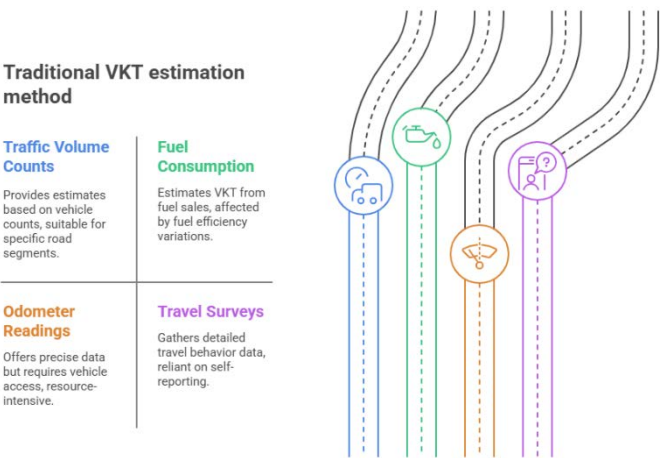 Traditional VKT estimation
method
Traffic Volume
Counts
Provides estimates
based on vehicle
counts, suitable for
specific road
segments.
Fuel
Consumption
Estimates VKT from
fuel sales, affected
by fuel efficiency
variations.
Odometer
Readings
Offers precise data
but requires vehicle
access, resource-
intensive.
Travel Surveys
Gathers detailed
travel behavior data,
reliant on self-
reporting.
?